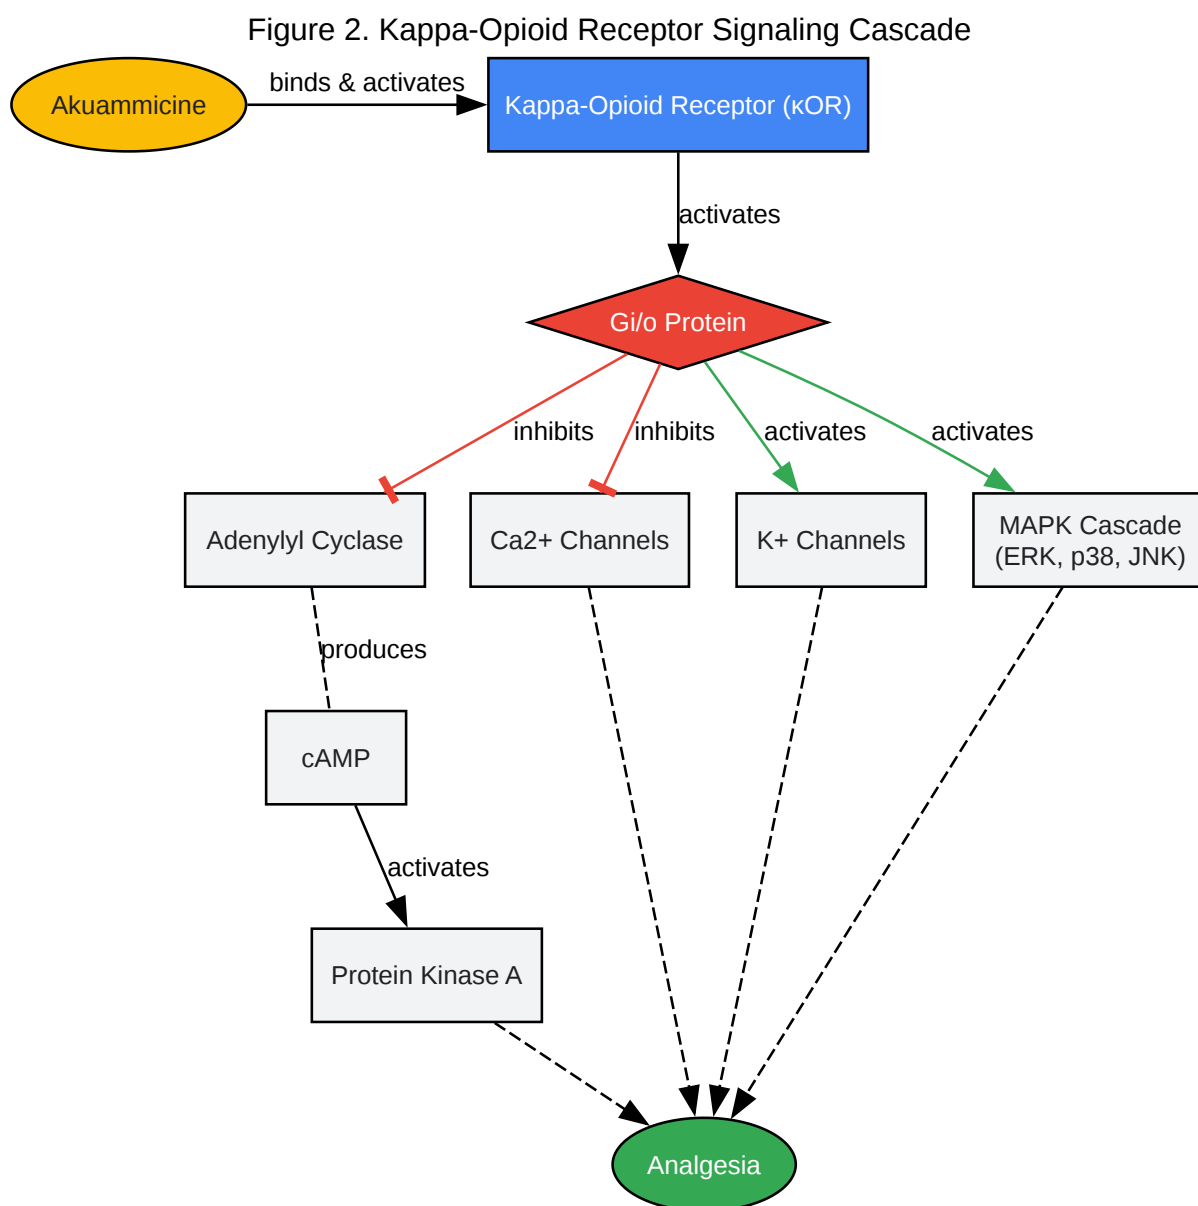 Figure 2. Kappa-Opioid Receptor Signaling Cascade
Akuammicine
binds & activates
Kappa-Opioid Receptor (κOR)
activates
Gi/o Protein
inhibits
inhibits
activates
activates
Adenylyl Cyclase
Ca2+ Channels
K+ Channels
MAPK Cascade
(ERK, p38, JNK)
produces
cAMP
activates
Protein Kinase A
Analgesia